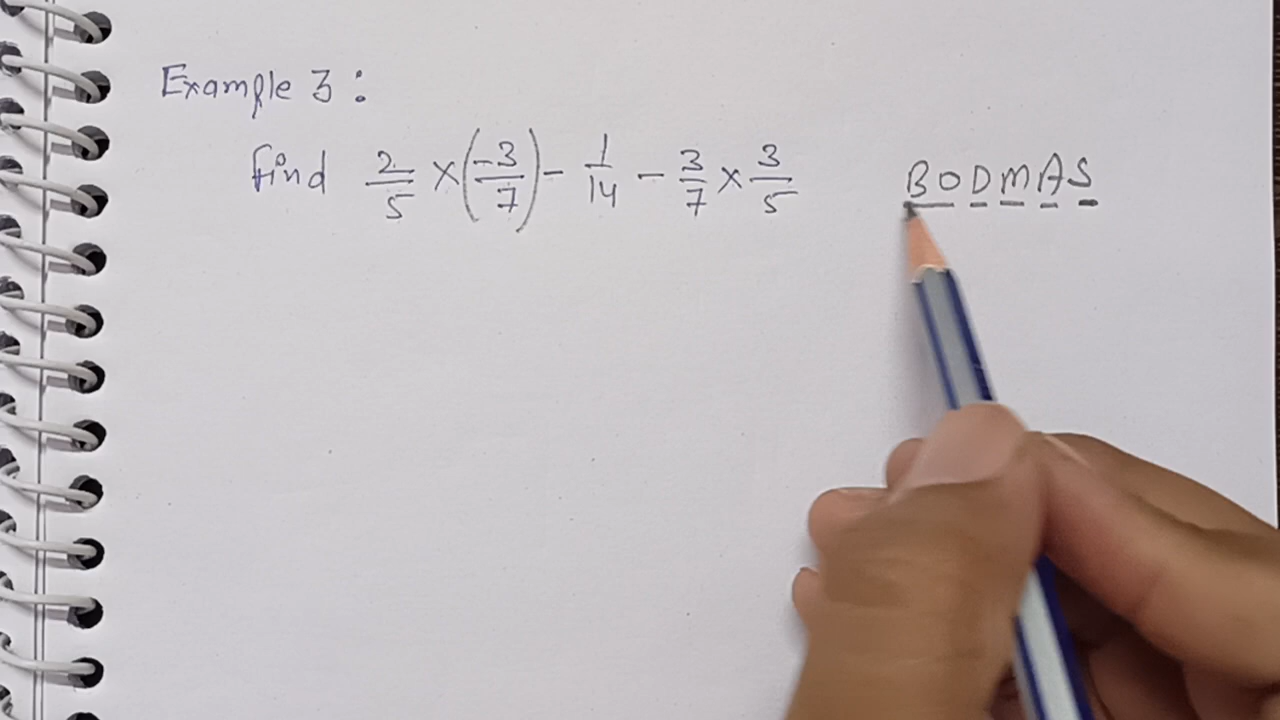 Example 3 :
find 2/5 × (-3/7) - 1/14 - 3/7 × 3/5
BODMAS